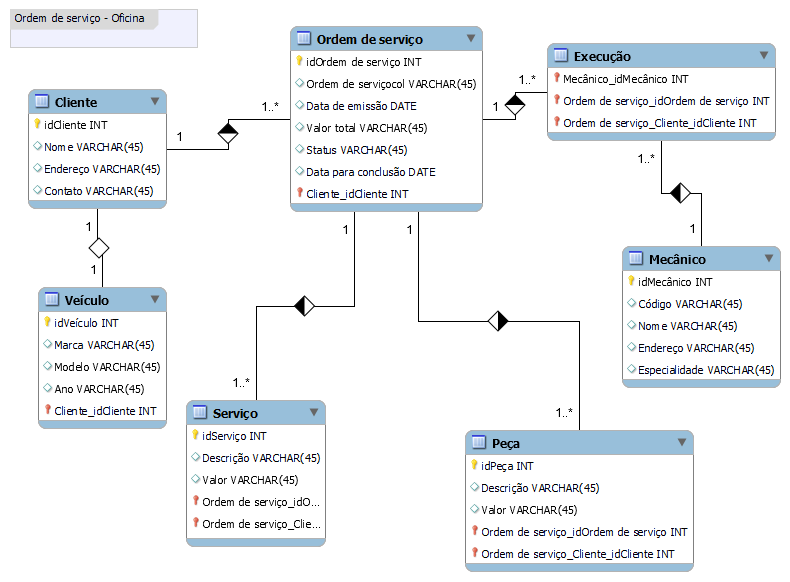 Ordem de serviço - Oficina
Cliente
idCliente INT
Nome VARCHAR(45)
Endereço VARCHAR(45)
Contato VARCHAR(45)
1
1..*
Ordem de serviço
idOrdem de serviço INT
Ordem de serviçocol VARCHAR(45)
Data de emissão DATE
Valor total VARCHAR(45)
Status VARCHAR(45)
Data para conclusão DATE
Cliente_idCliente INT
1
1..*
Execução
Mecânico_idMecânico INT
Ordem de serviço_idOrdem de serviço INT
Ordem de serviço_Cliente_idCliente INT
1..*
1
Mecânico
idMecânico INT
Código VARCHAR(45)
Nome VARCHAR(45)
Endereço VARCHAR(45)
Especialidade VARCHAR(45)
1
1
Veículo
idVeículo INT
Marca VARCHAR(45)
Modelo VARCHAR(45)
Ano VARCHAR(45)
Cliente_idCliente INT
1
1..*
Serviço
idServiço INT
Descrição VARCHAR(45)
Valor VARCHAR(45)
Ordem de serviço_idO...
Ordem de serviço_Clie...
1
1..*
Peça
idPeça INT
Descrição VARCHAR(45)
Valor VARCHAR(45)
Ordem de serviço_idOrdem de serviço INT
Ordem de serviço_Cliente_idCliente INT